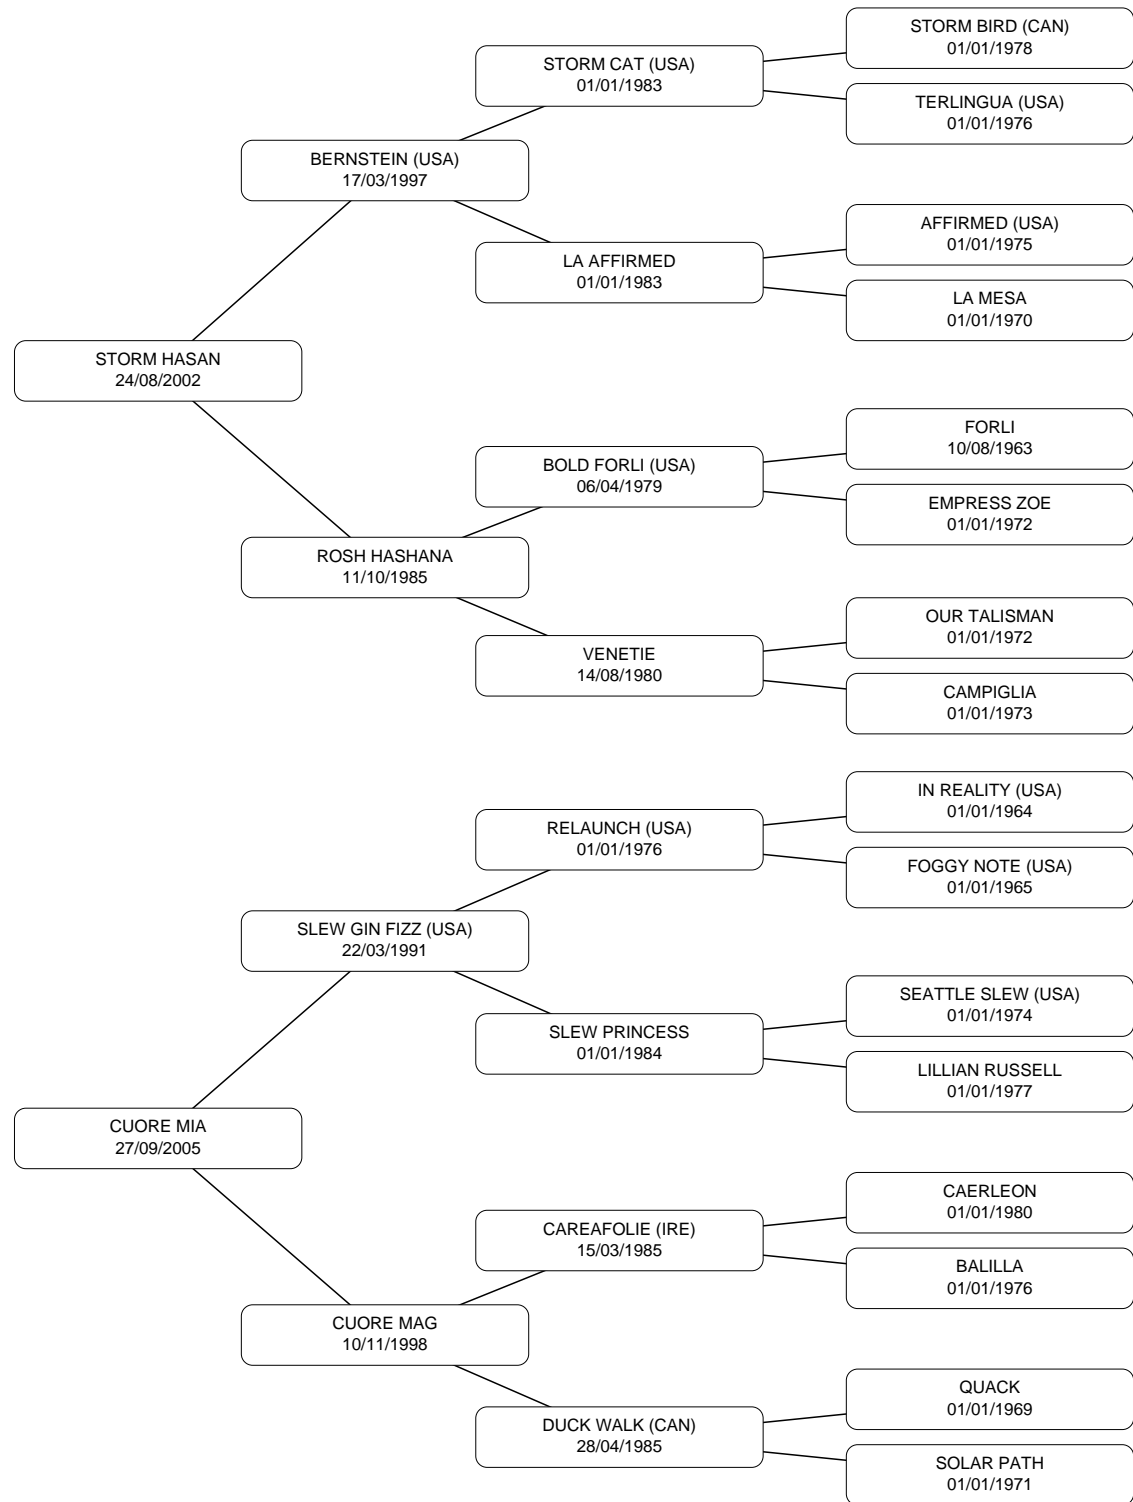 STORM BIRD (CAN)
01/01/1978
STORM CAT (USA)
01/01/1983
TERLINGUA (USA)
01/01/1976
BERNSTEIN (USA)
17/03/1997
AFFIRMED (USA)
01/01/1975
LA AFFIRMED
01/01/1983
LA MESA
01/01/1970
STORM HASAN
24/08/2002
FORLI
10/08/1963
BOLD FORLI (USA)
06/04/1979
EMPRESS ZOE
01/01/1972
ROSH HASHANA
11/10/1985
OUR TALISMAN
01/01/1972
VENETIE
14/08/1980
CAMPIGLIA
01/01/1973
IN REALITY (USA)
01/01/1964
RELAUNCH (USA)
01/01/1976
FOGGY NOTE (USA)
01/01/1965
SLEW GIN FIZZ (USA)
22/03/1991
SEATTLE SLEW (USA)
01/01/1974
SLEW PRINCESS
01/01/1984
LILLIAN RUSSELL
01/01/1977
CUORE MIA
27/09/2005
CAERLEON
01/01/1980
CAREAFOLIE (IRE)
15/03/1985
BALILLA
01/01/1976
CUORE MAG
10/11/1998
QUACK
01/01/1969
DUCK WALK (CAN)
28/04/1985
SOLAR PATH
01/01/1971